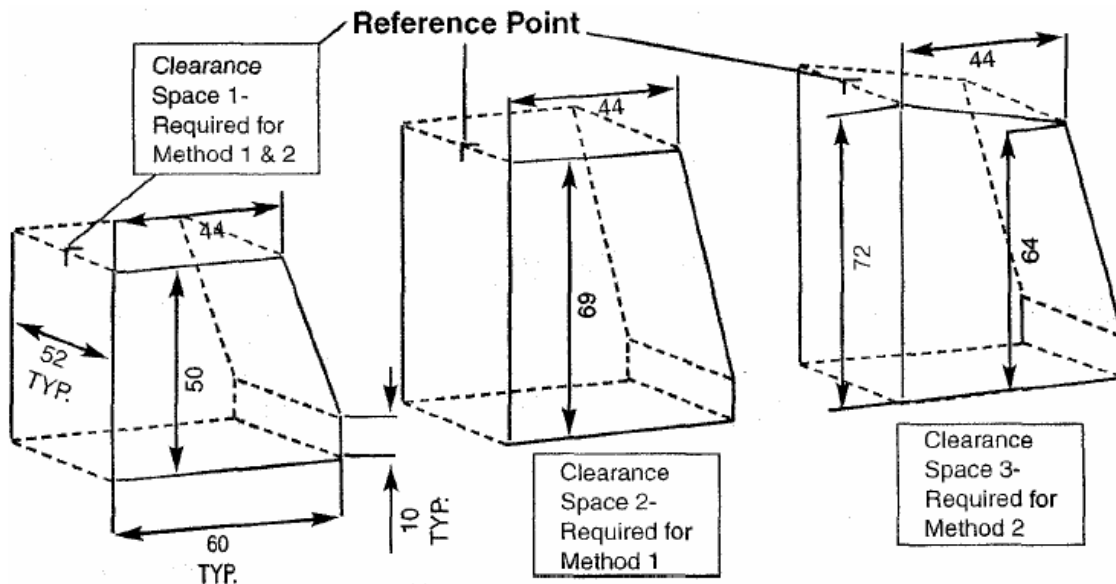 Reference Point
Clearance
Space 1-
Required for
Method 1 & 2
44
50
52
TYP.
60
TYP.
10
TYP.
44
69
Clearance
Space 2-
Required for
Method 1
44
72
64
Clearance
Space 3-
Required for
Method 2